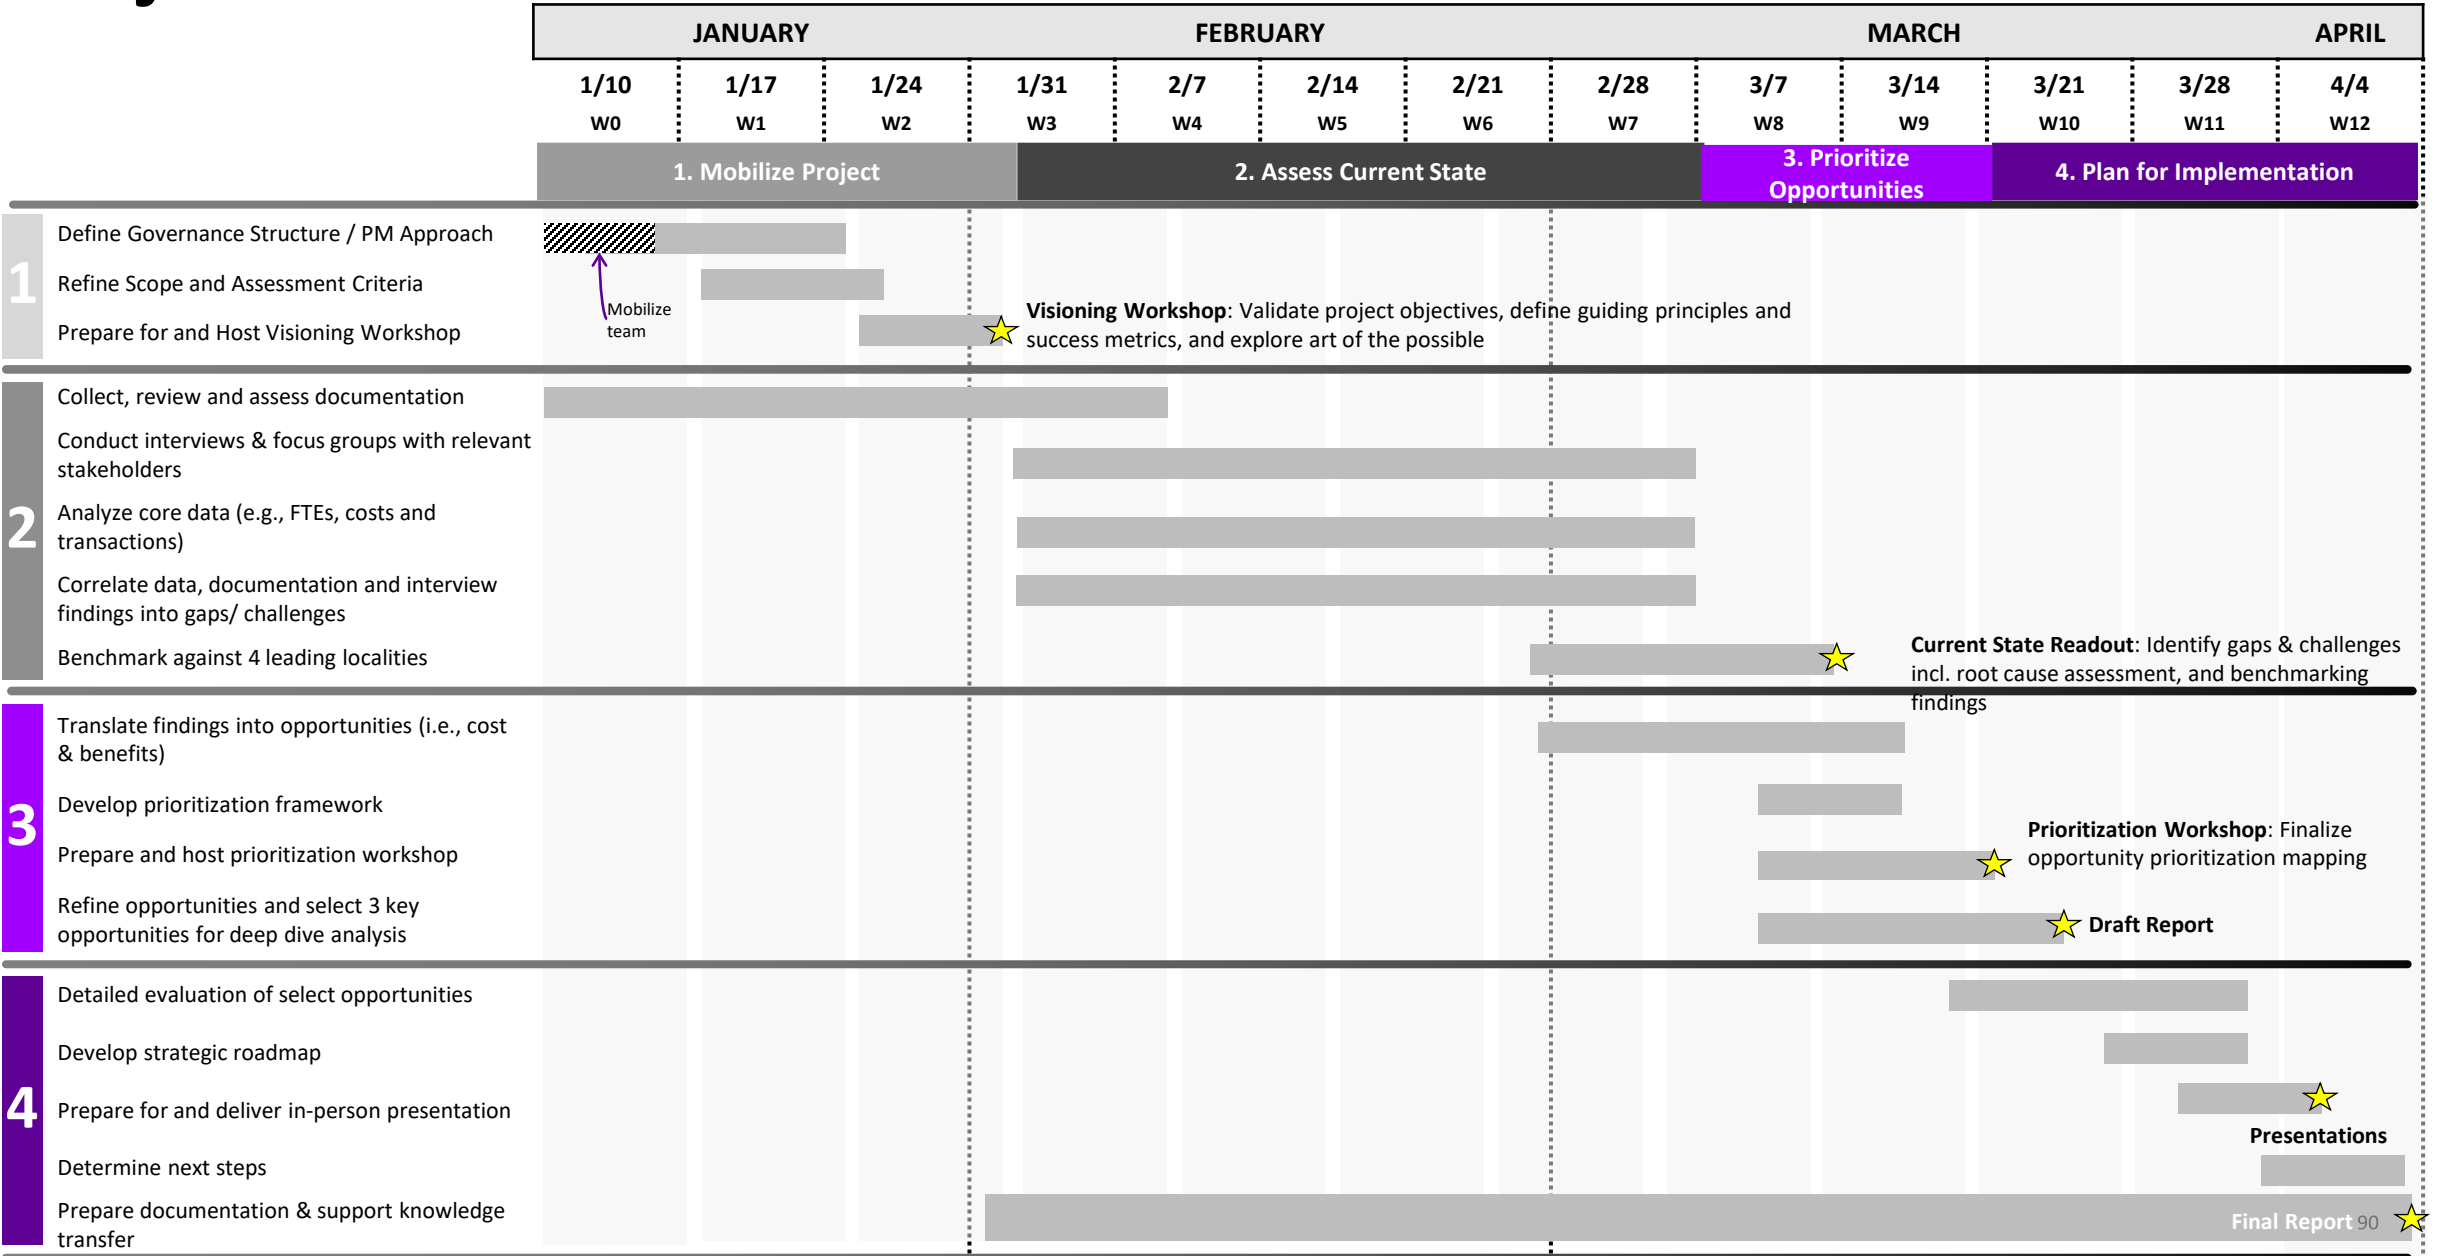 JANUARY FEBRUARY MARCH APRIL
1/10 1/17 1/24 1/31 2/7 2/14 2/21 2/28 3/7 3/14 3/21 3/28 4/4
W0 W1 W2 W3 W4 W5 W6 W7 W8 W9 W10 W11 W12
1. Mobilize Project
2. Assess Current State
3. Prioritize
Opportunities
4. Plan for Implementation
1
Define Governance Structure / PM Approach
Refine Scope and Assessment Criteria
Prepare for and Host Visioning Workshop
Mobilize
team
Visioning Workshop: Validate project objectives, define guiding principles and
success metrics, and explore art of the possible
2
Collect, review and assess documentation
Conduct interviews & focus groups with relevant
stakeholders
Analyze core data (e.g., FTEs, costs and
transactions)
Correlate data, documentation and interview
findings into gaps/ challenges
Benchmark against 4 leading localities
Current State Readout: Identify gaps & challenges
incl. root cause assessment, and benchmarking
findings
3
Translate findings into opportunities (i.e., cost
& benefits)
Develop prioritization framework
Prepare and host prioritization workshop
Prioritization Workshop: Finalize
opportunity prioritization mapping
Refine opportunities and select 3 key
opportunities for deep dive analysis
Draft Report
4
Detailed evaluation of select opportunities
Develop strategic roadmap
Prepare for and deliver in-person presentation
Presentations
Determine next steps
Prepare documentation & support knowledge
transfer
Final Report 90